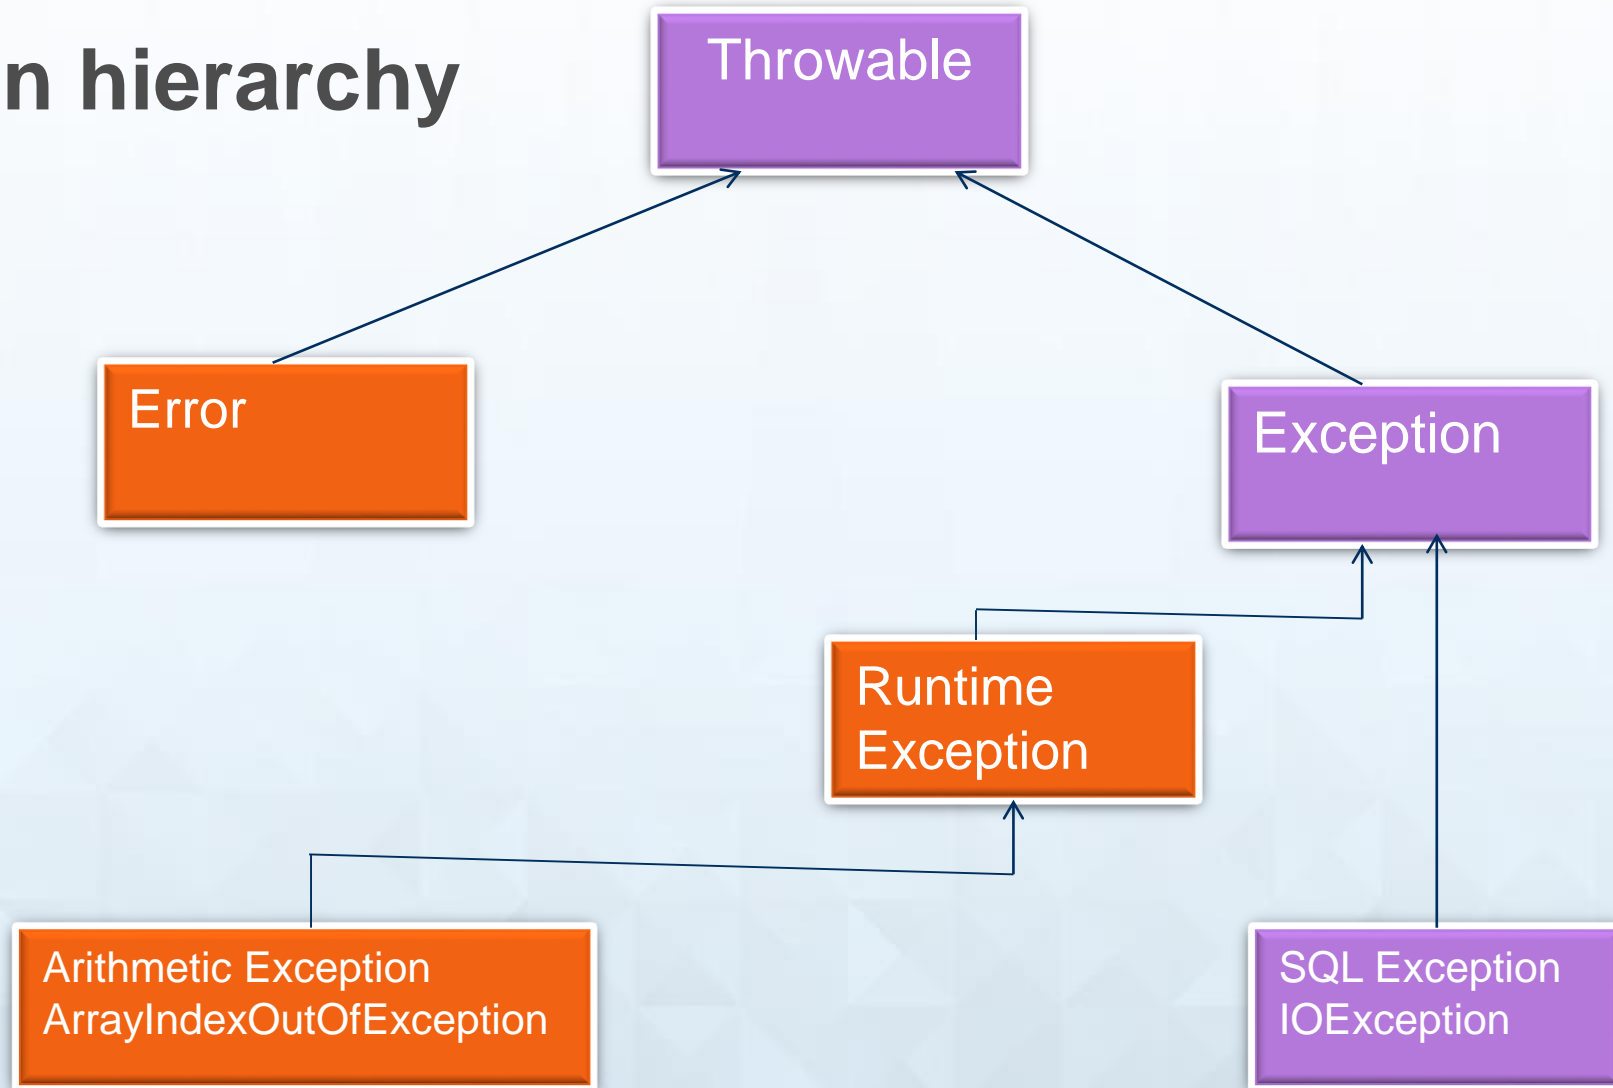 n hierarchy
Throwable
Error
Exception
Runtime
Exception
Arithmetic Exception
ArrayIndexOutOfException
SQL Exception
IOException